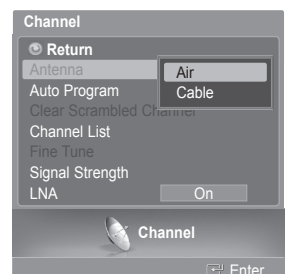 Channel
Return
Antenna
Air
Auto Program
Cable
Clear Scrambled Channel
Channel List
Fine Tune
Signal Strength
LNA On
Channel
Enter